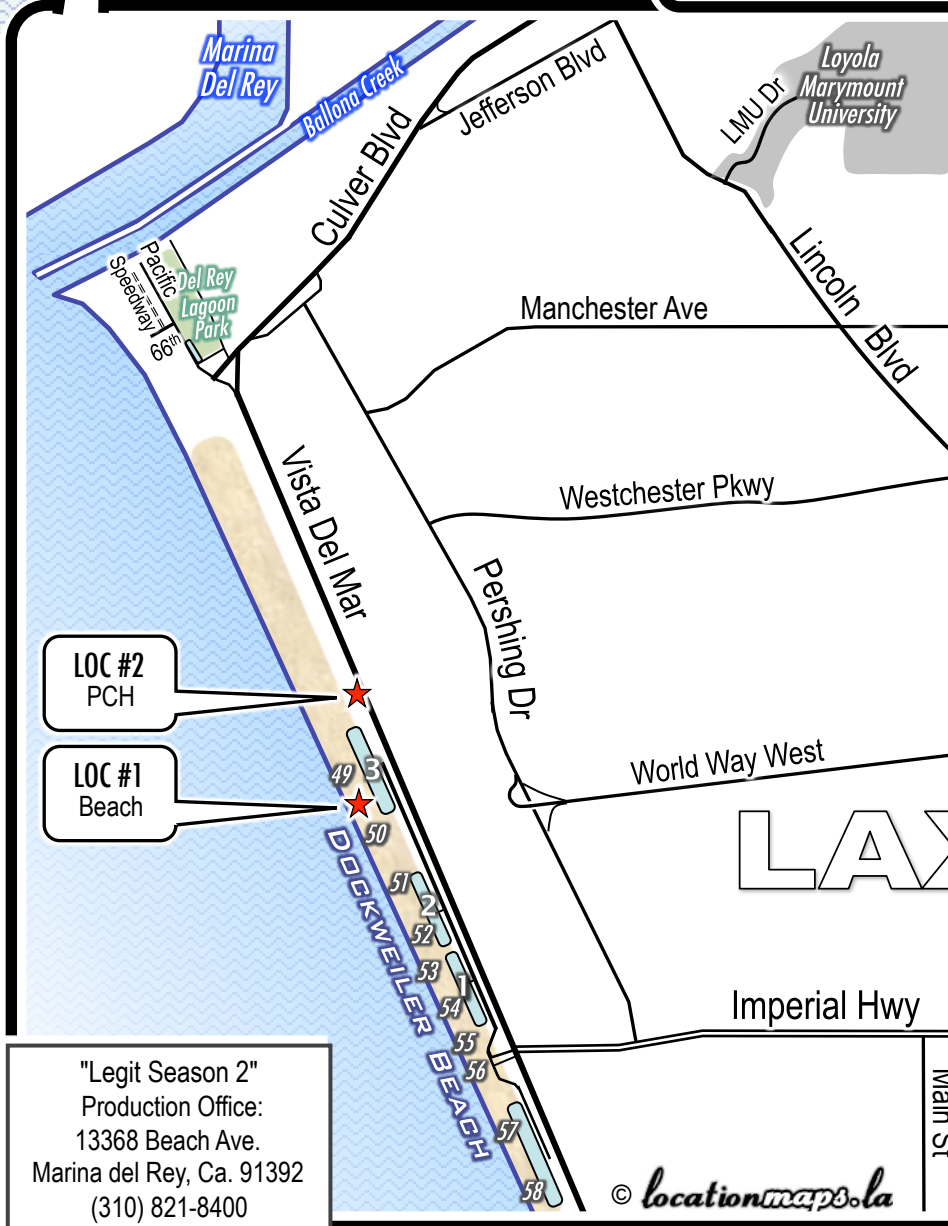 Marina
Del Rey
Ballona Creek
Culver Blvd
Jefferson Blvd
LMU Dr
Loyola
Marymount
University
Lincoln Blvd
Pacific
Speedway
66th
Del Rey
Lagoon
Park
Manchester Ave
Vista Del Mar
Westchester Pkwy
Pershing Dr
LOC #2
PCH
LOC #1
Beach
49
3
50
World Way West
LAX
51
2
52
53
1
54
55
56
57
58
DOCKWEILER BEACH
Imperial Hwy
Main St
"Legit Season 2"
Production Office:
13368 Beach Ave.
Marina del Rey, Ca. 91392
(310) 821-8400
© locationmaps.la